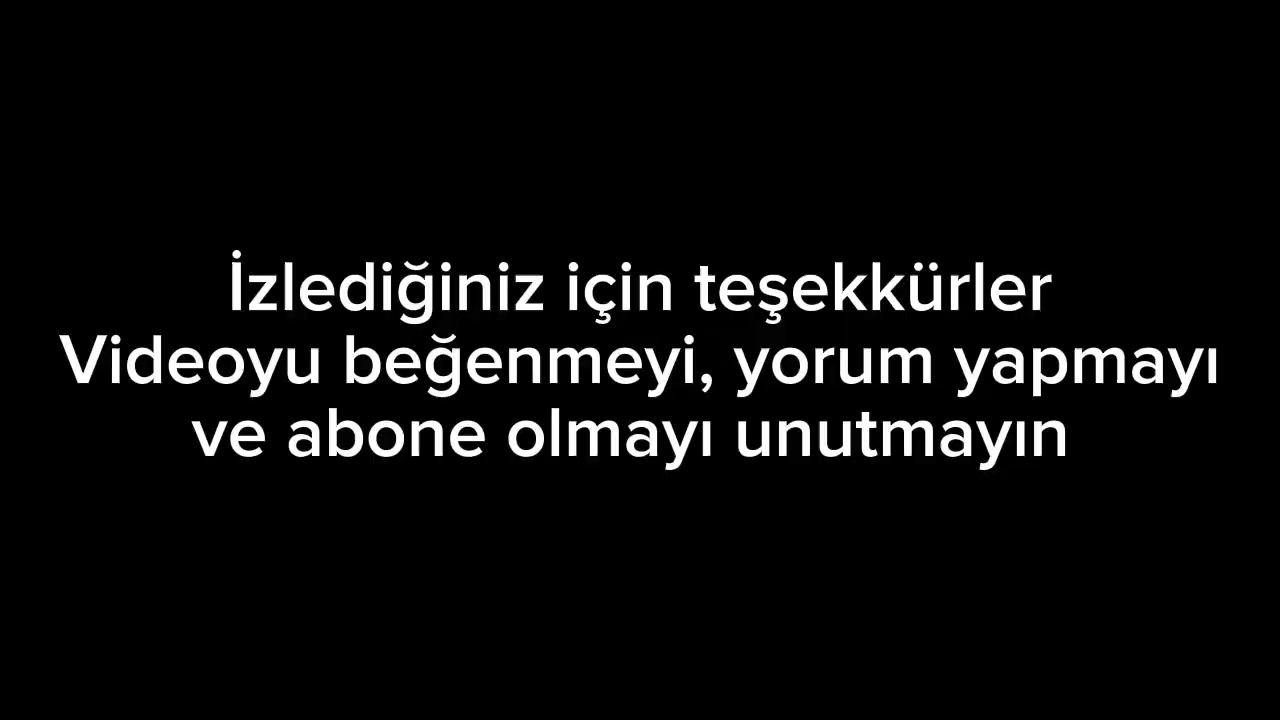 İzlediğiniz için teşekkürler
Videoyu beğenmeyi, yorum yapmayı
ve abone olmayı unutmayın